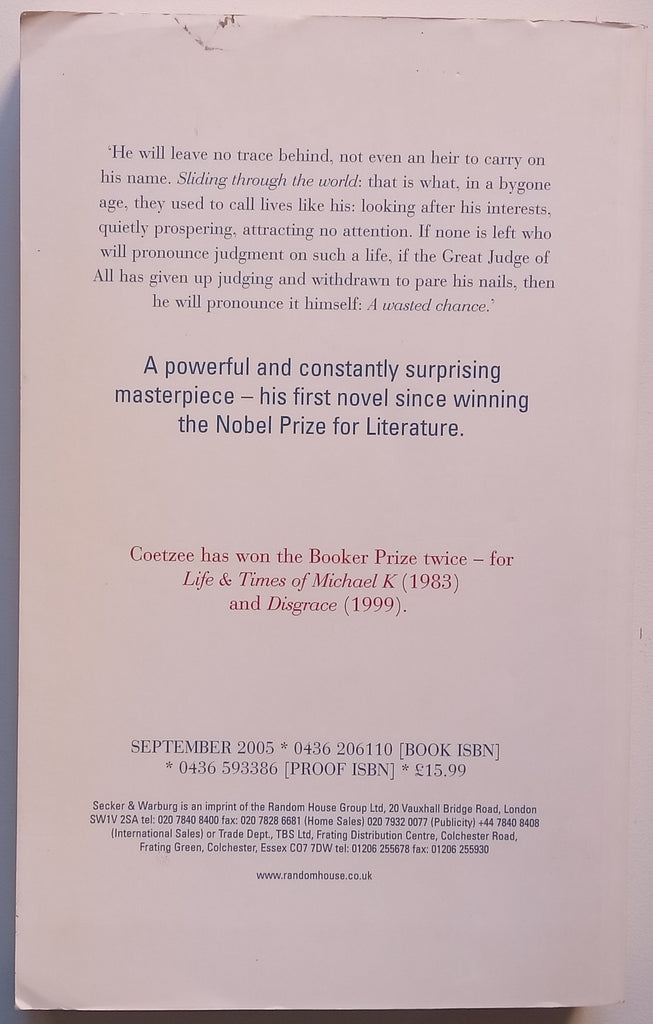 'He will leave no trace behind, not even an heir to carry on
his name. Sliding through the world: that is what, in a bygone
age, they used to call lives like his: looking after his interests,
quietly prospering, attracting no attention. If none is left who
will pronounce judgment on such a life, if the Great Judge of
All has given up judging and withdrawn to pare his nails, then
he will pronounce it himself: A wasted chance.'
A powerful and constantly surprising
masterpiece – his first novel since winning
the Nobel Prize for Literature.
Coetzee has won the Booker Prize twice – for
Life & Times of Michael K (1983)
and Disgrace (1999).
SEPTEMBER 2005 * 0436 206110 [BOOK ISBN]
* 0436 593386 [PROOF ISBN] * £15.99
Secker & Warburg is an imprint of the Random House Group Ltd, 20 Vauxhall Bridge Road, London
SW1V 2SA tel: 020 7840 8400 fax: 020 7828 6681 (Home Sales) 020 7932 0077 (Publicity) +44 7840 8408
(International Sales) or Trade Dept., TBS Ltd, Frating Distribution Centre, Colchester Road,
Frating Green, Colchester, Essex CO7 7DW tel: 01206 255678 fax: 01206 255930
www.randomhouse.co.uk